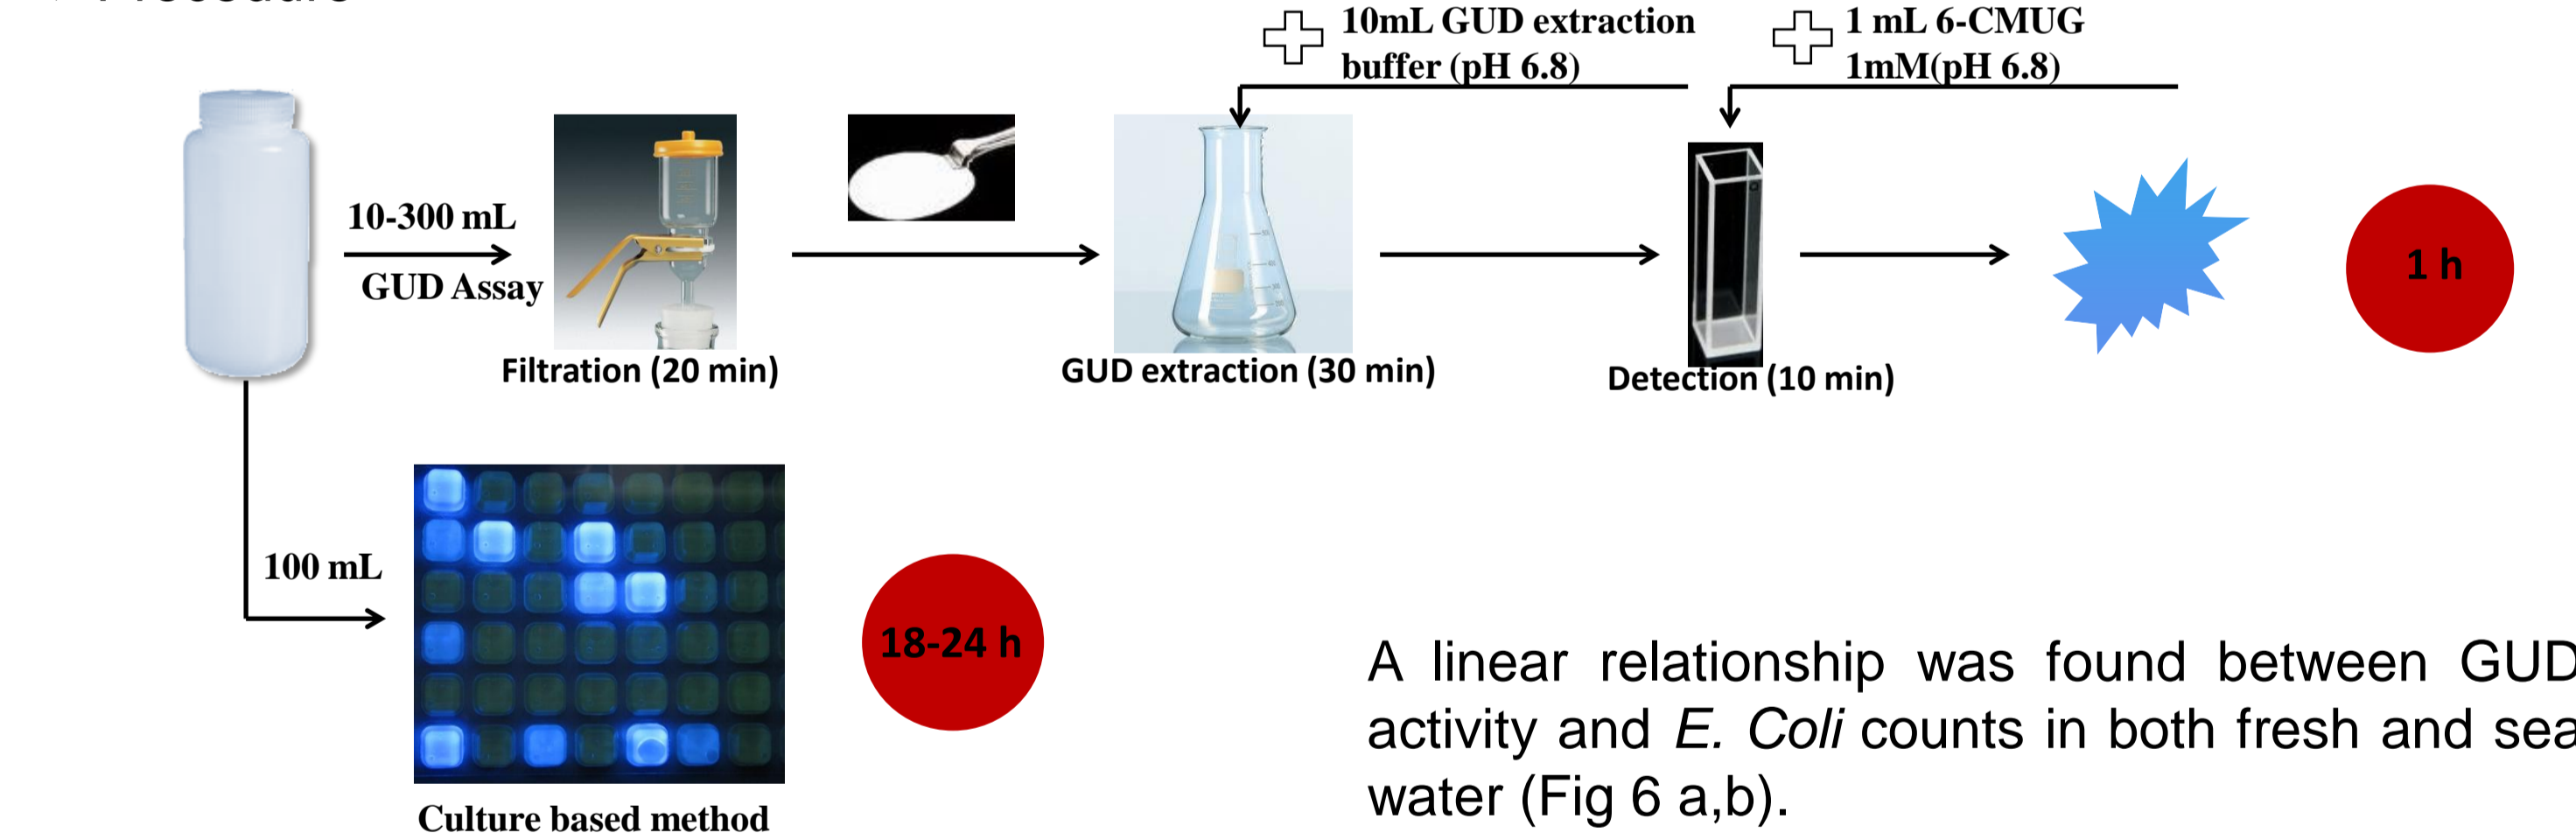 Procedure
10mL GUD extraction
buffer (pH 6.8)
1 mL 6-CMUG
1mM(pH 6.8)
10-300 mL
GUD Assay
1 h
Filtration (20 min)
GUD extraction (30 min)
Detection (10 min)
100 mL
18-24 h
A linear relationship was found between GUD
activity and E. Coli counts in both fresh and sea
water (Fig 6 a,b).
Culture based method